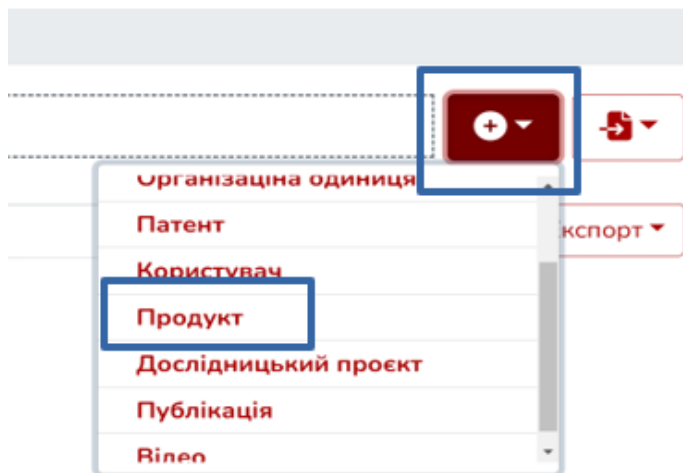 Організаціна одиниця
Патент
кспорт
Користувач
Продукт
Дослідницький проєкт
Публікація
Відео